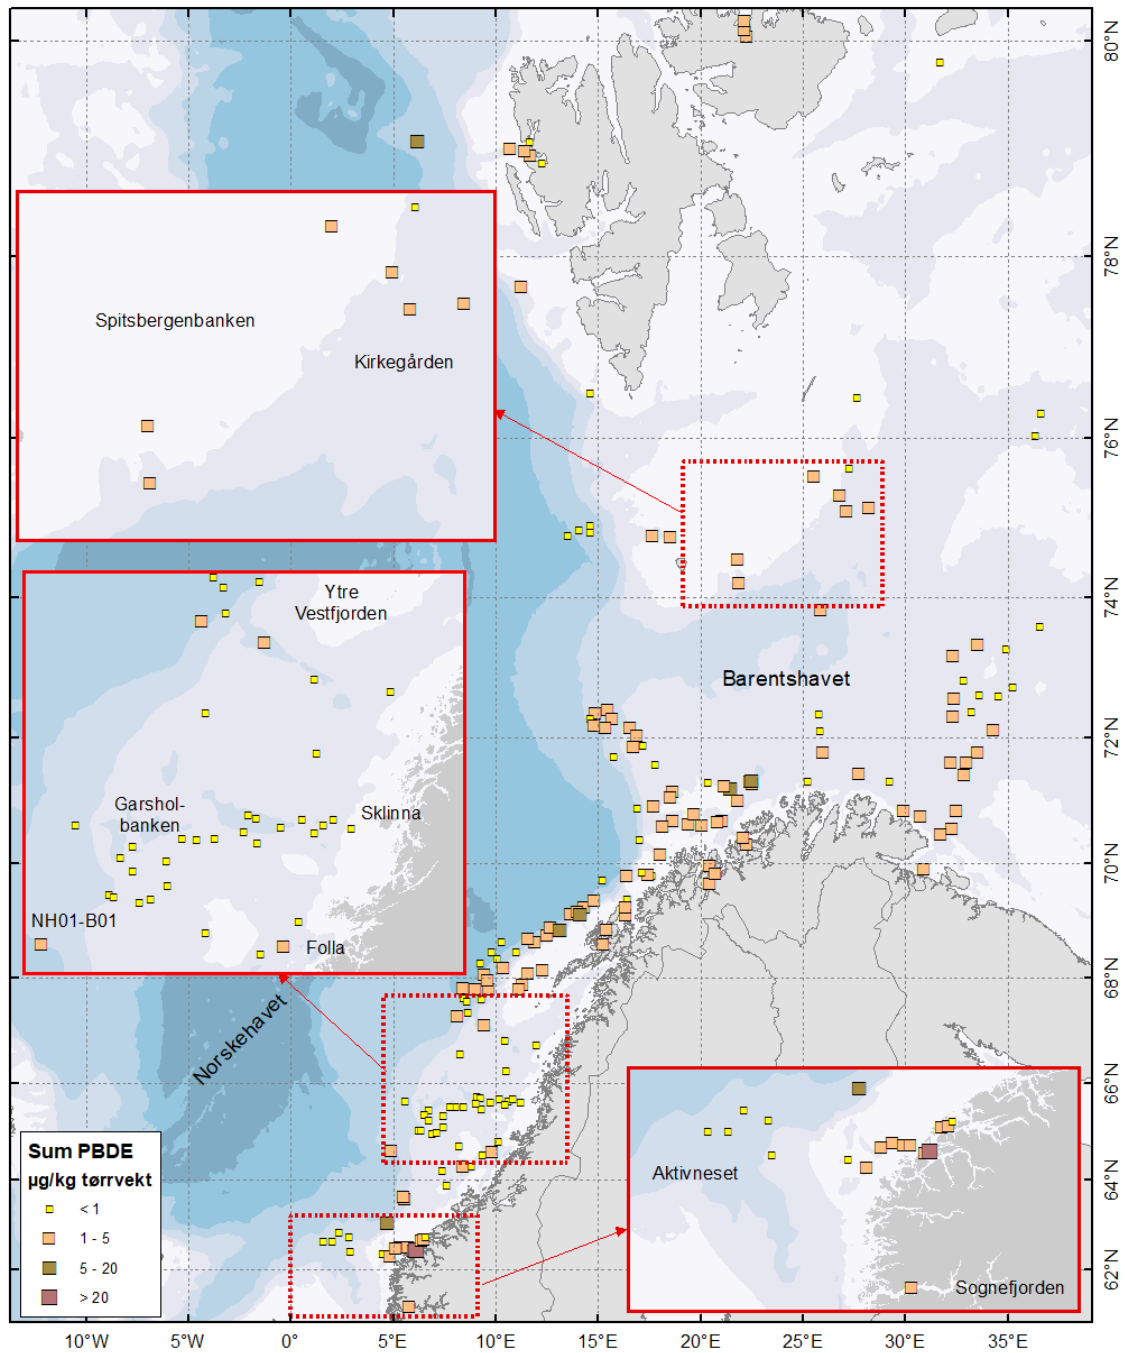 80°N
78°N
76°N
74°N
72°N
70°N
68°N
66°N
64°N
62°N
Spitsbergenbanken
Kirkegården
Ytre
Vestfjorden
Garshol-
banken
Sklinna
NH01-B01
Folla
Barentshavet
Norskehavet
Aktivneset
Sognefjorden
Sum PBDE
µg/kg tørrvekt
< 1
1 - 5
5 - 20
> 20
10°W
5°W
0°
5°E
10°E
15°E
20°E
25°E
30°E
35°E